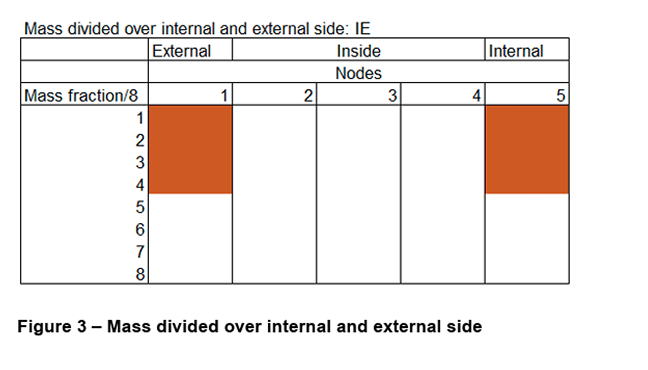 Mass divided over internal and external side: IE
External Inside Internal
Nodes
Mass fraction/8 1 2 3 4 5
1
2
3
4
5
6
7
8
Figure 3 – Mass divided over internal and external side